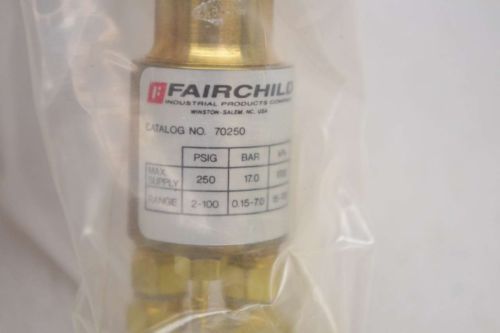 FAIRCHILD
INDUSTRIAL PRODUCTS COMPANY
WINSTON-SALEM, NC, USA
CATALOG NO. 70250
PSIG BAR
MAX. SUPPLY 250 17.0
RANGE 2-100 0.15-7.0